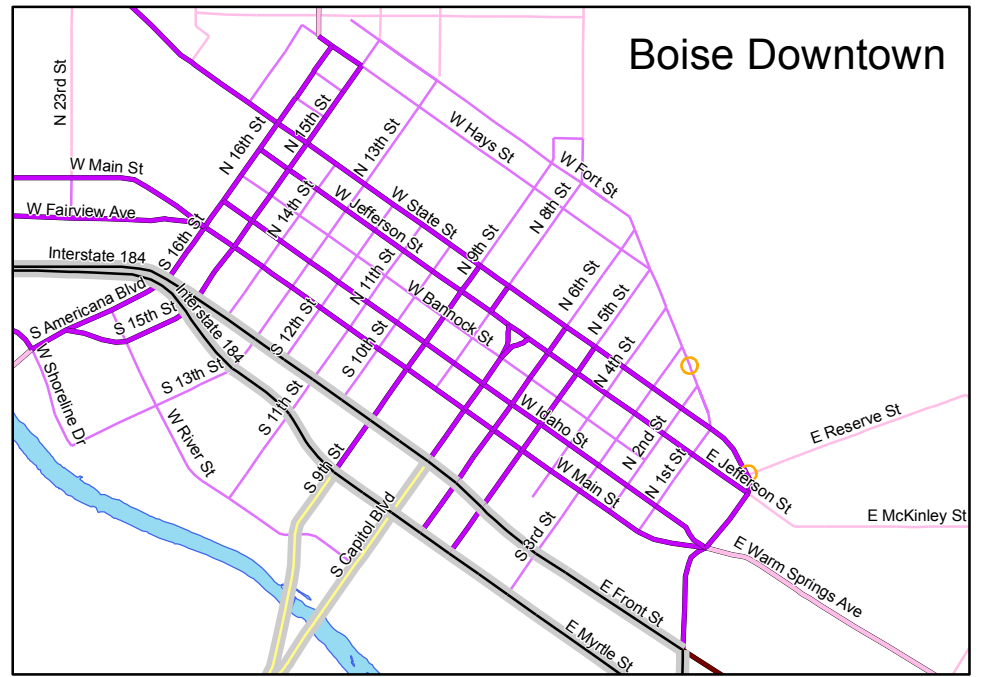 Boise Downtown
N 23rd St
W Hays St
N 15th St
N 16th St
N 13th St
W Fort St
W Main St
N 8th St
W State St
N 14th St
W Jefferson St
W Fairview Ave
S 16th St
N 9th St
Interstate 184
N 11th St
N 6th St
W Bannock St
N 5th St
S Americana Blvd
Interstate 184
S 15th St
S 12th St
S 10th St
N 4th St
W Shoreline Dr
S 13th St
S 11th St
W Idaho St
E Reserve St
W River St
N 2nd St
E Jefferson St
S 9th St
W Main St
N 1st St
E McKinley St
S Capitol Blvd
S 3rd St
E Warm Springs Ave
E Front St
E Myrtle St